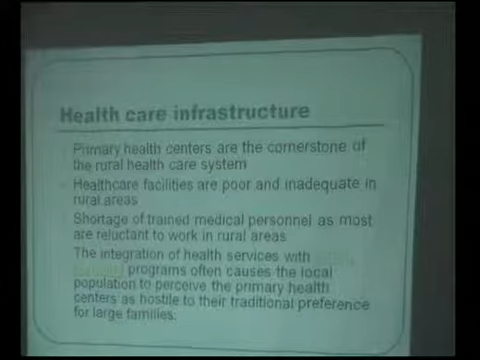 Health care infrastructure
Primary health centers are the cornerstone of
the rural health care system
Healthcare facilities are poor and inadequate in
rural areas
Shortage of trained medical personnel as most
are reluctant to work in rural areas
The integration of health services with
programs often causes the local
population to perceive the primary health
centers as hostile to their traditional preference
for large families.